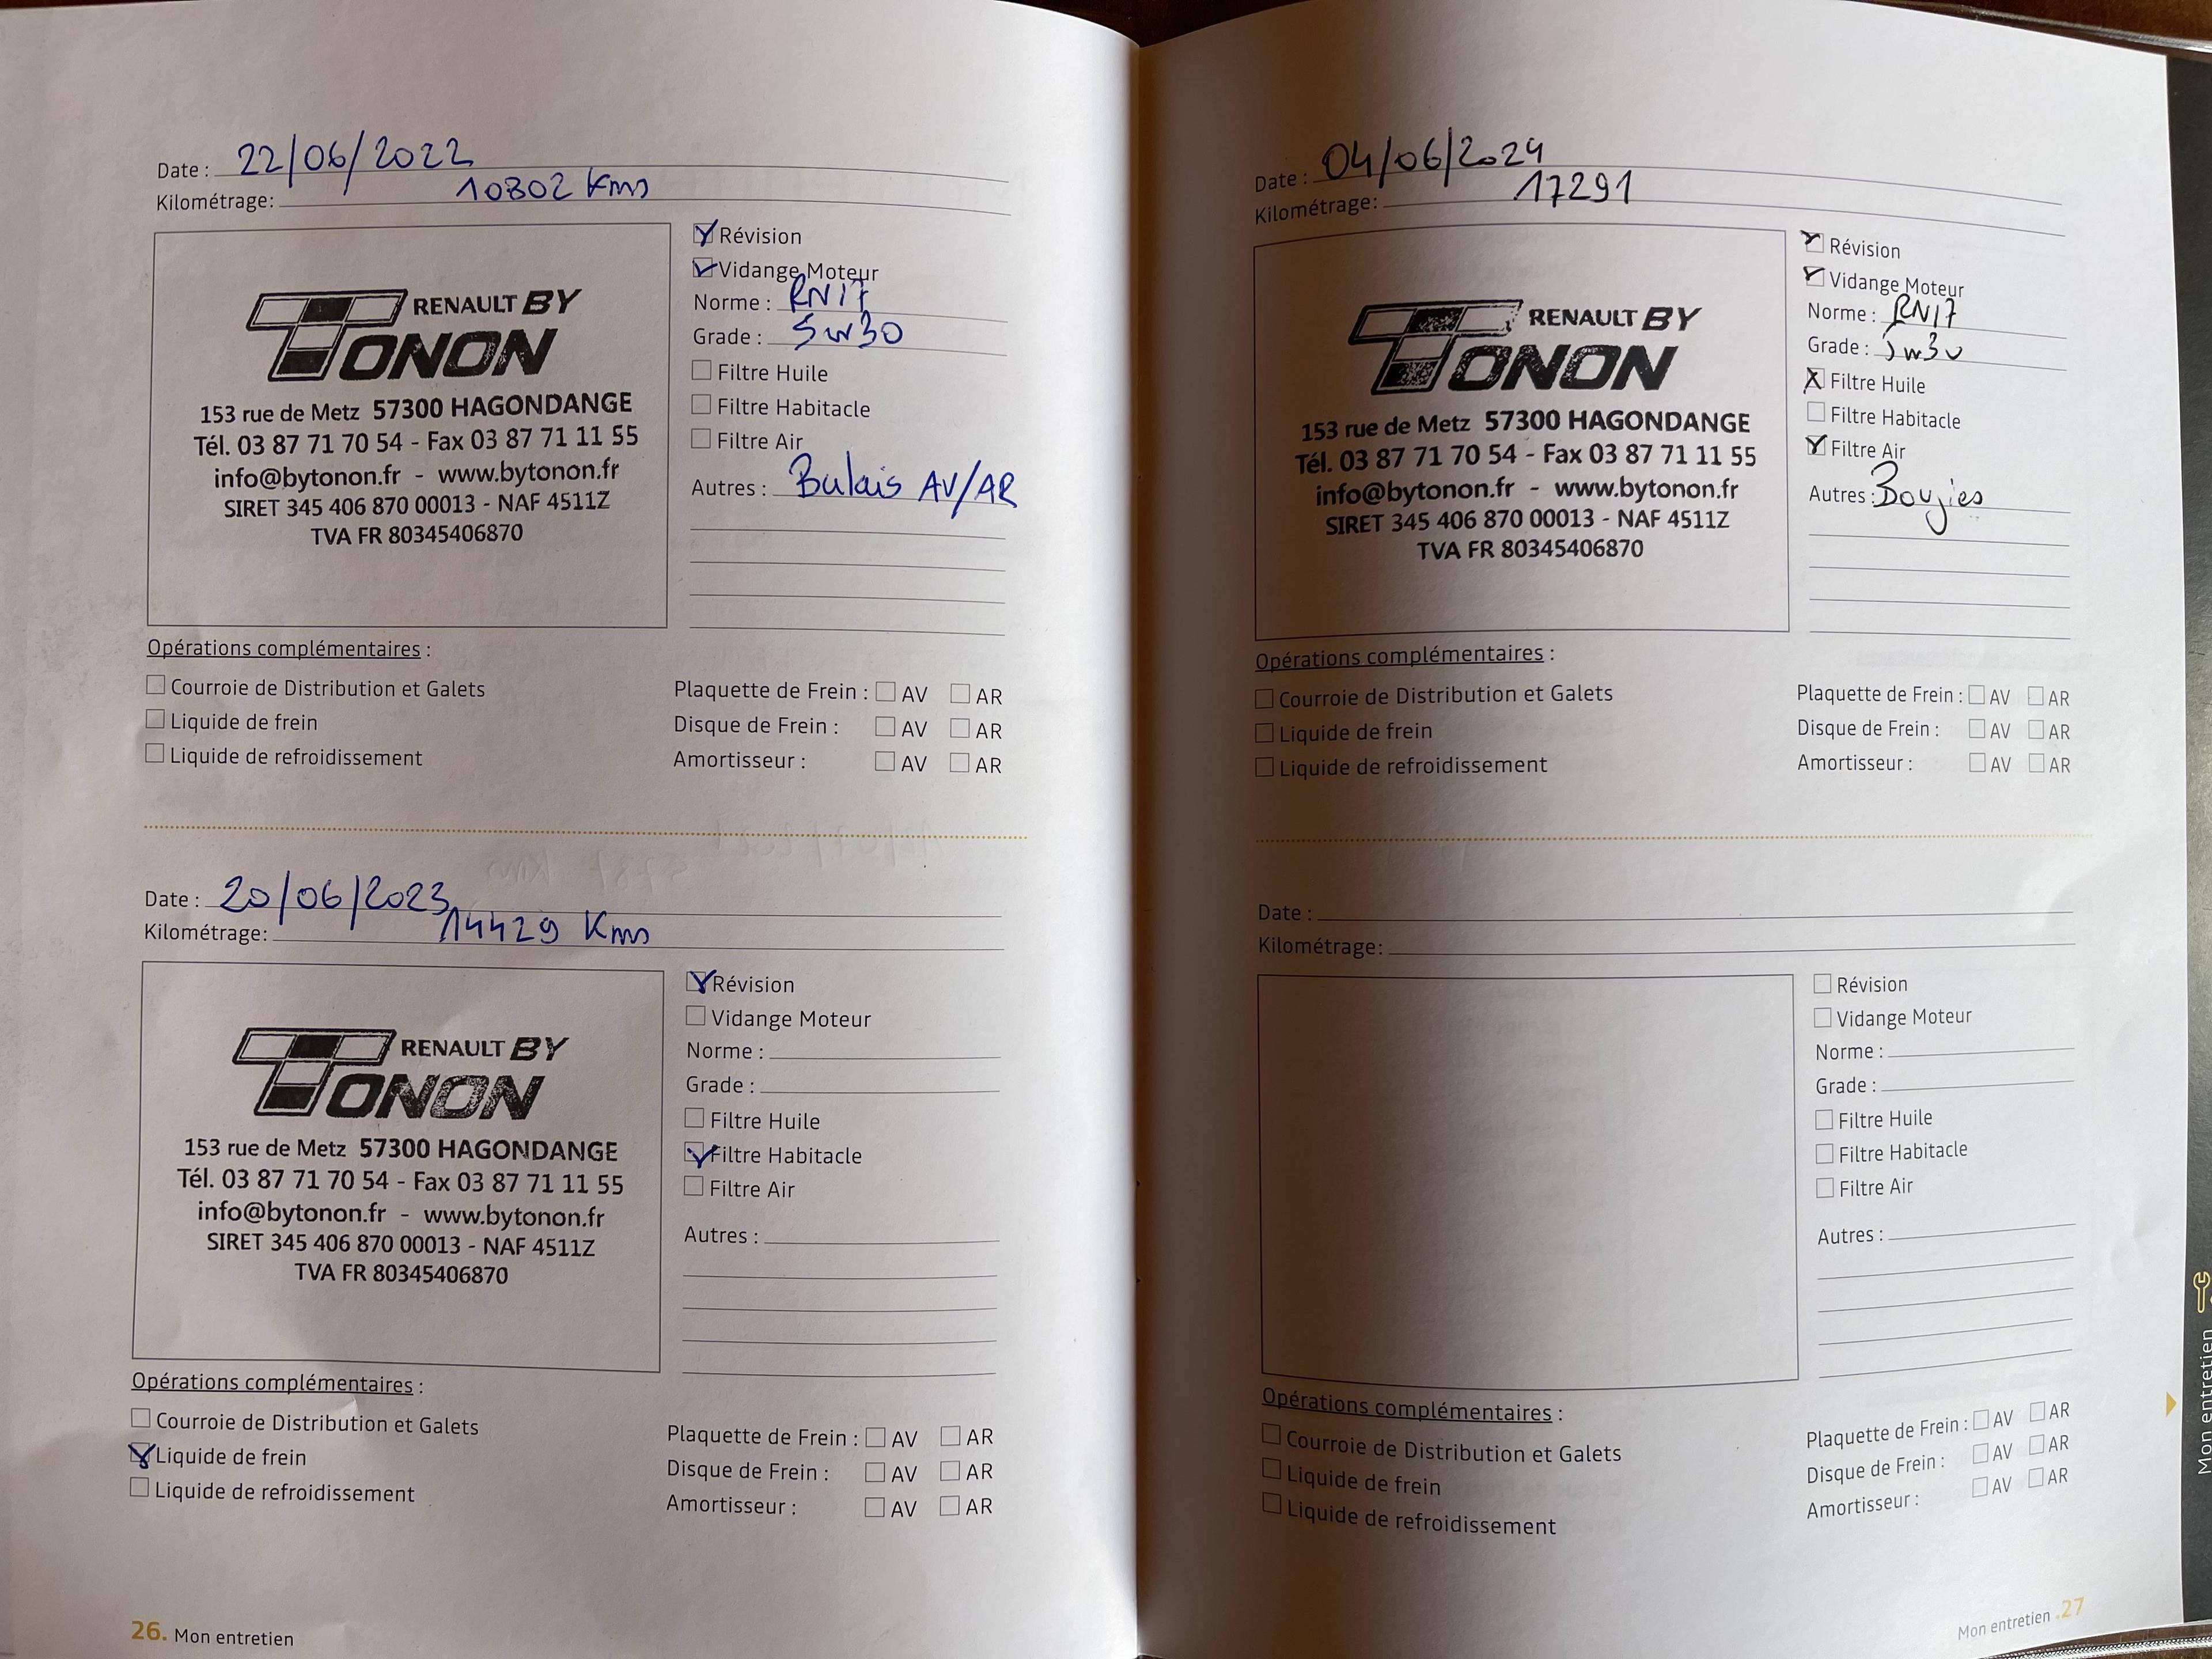 Date : 22/06/2022
Kilométrage: 10802 Kms
RENAULT BY
TONON
153 rue de Metz 57300 HAGONDANGE
Tél. 03 87 71 70 54 - Fax 03 87 71 11 55
info@bytonon.fr - www.bytonon.fr
SIRET 345 406 870 00013 - NAF 4511Z
TVA FR 80345406870
Révision
Vidange Moteur
Norme : RN17
Grade : 5w30
Filtre Huile
Filtre Habitacle
Filtre Air
Autres : Balais AV/AR
Opérations complémentaires :
Courroie de Distribution et Galets
Liquide de frein
Liquide de refroidissement
Plaquette de Frein : AV AR
Disque de Frein : AV AR
Amortisseur : AV AR
Date : 20/06/2023
Kilométrage: 14429 Kms
RENAULT BY
TONON
153 rue de Metz 57300 HAGONDANGE
Tél. 03 87 71 70 54 - Fax 03 87 71 11 55
info@bytonon.fr - www.bytonon.fr
SIRET 345 406 870 00013 - NAF 4511Z
TVA FR 80345406870
Révision
Vidange Moteur
Norme :
Grade :
Filtre Huile
Filtre Habitacle
Filtre Air
Autres :
Opérations complémentaires :
Courroie de Distribution et Galets
Liquide de frein
Liquide de refroidissement
Plaquette de Frein : AV AR
Disque de Frein : AV AR
Amortisseur : AV AR
26. Mon entretien
Date : 04/06/2024
Kilométrage: 17291
RENAULT BY
TONON
153 rue de Metz 57300 HAGONDANGE
Tél. 03 87 71 70 54 - Fax 03 87 71 11 55
info@bytonon.fr - www.bytonon.fr
SIRET 345 406 870 00013 - NAF 4511Z
TVA FR 80345406870
Révision
Vidange Moteur
Norme : RN17
Grade : 5w30
Filtre Huile
Filtre Habitacle
Filtre Air
Autres : Boujies
Opérations complémentaires :
Courroie de Distribution et Galets
Liquide de frein
Liquide de refroidissement
Plaquette de Frein : AV AR
Disque de Frein : AV AR
Amortisseur : AV AR
Date :
Kilométrage:
Révision
Vidange Moteur
Norme :
Grade :
Filtre Huile
Filtre Habitacle
Filtre Air
Autres :
Opérations complémentaires :
Courroie de Distribution et Galets
Liquide de frein
Liquide de refroidissement
Plaquette de Frein : AV AR
Disque de Frein : AV AR
Amortisseur : AV AR
Mon entretien .27
Mon entretien